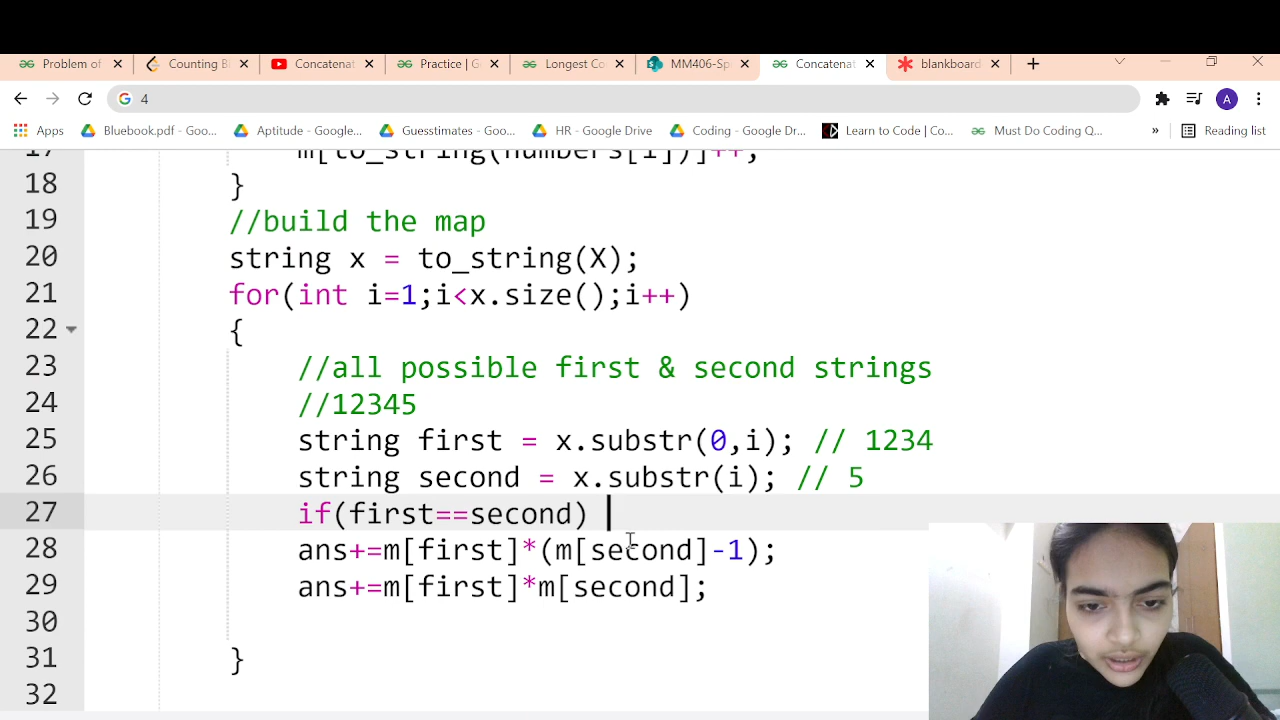 Problem of
Counting B
Concatenat
Practice | G
Longest Co
MM406-Sp
Concatenat
blankboard
4
A
Apps
Bluebook.pdf - Goo...
Aptitude - Google...
Guesstimates - Goo...
HR - Google Drive
Coding - Google Dr...
Learn to Code | Co...
Must Do Coding Q...
»
Reading list
17 m[to_string(numbers[i])]++;
18 }
19 //build the map
20 string x = to_string(X);
21 for(int i=1;i<x.size();i++)
22 {
23 //all possible first & second strings
24 //12345
25 string first = x.substr(0,i); // 1234
26 string second = x.substr(i); // 5
27 if(first==second)
28 ans+=m[first]*(m[second]-1);
29 ans+=m[first]*m[second];
30
31 }
32